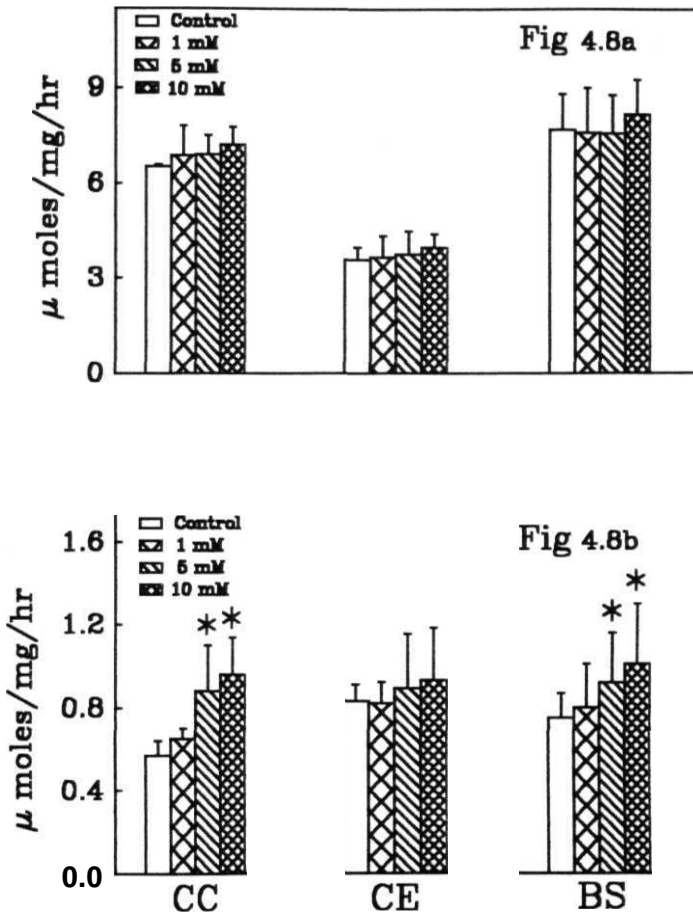 Control
1 mM
5 mM
10 mM
Fig 4.8a
μ moles/mg/hr
9
6
3
0
Control
1 mM
5 mM
10 mM
Fig 4.8b
μ moles/mg/hr
1.6
1.2
0.8
0.4
0.0
* *
* *
CC CE BS